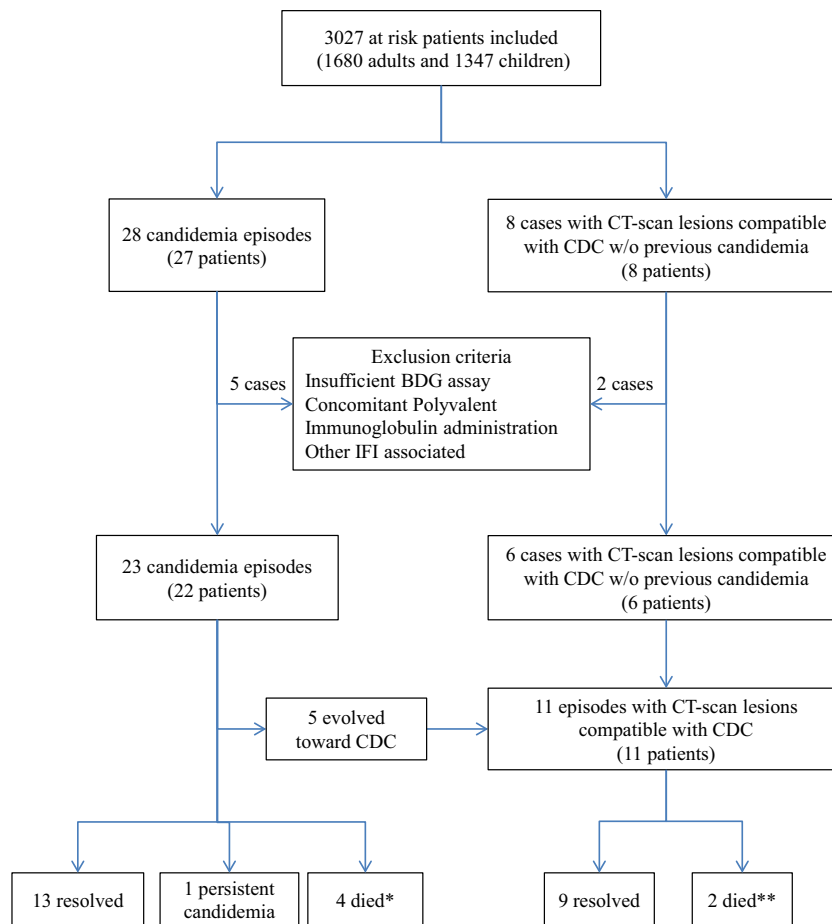 3027 at risk patients included
(1680 adults and 1347 children)
28 candidemia episodes
(27 patients)
8 cases with CT-scan lesions compatible
with CDC w/o previous candidemia
(8 patients)
5 cases
Exclusion criteria
Insufficient BDG assay
Concomitant Polyvalent
Immunoglobulin administration
Other IFI associated
2 cases
23 candidemia episodes
(22 patients)
6 cases with CT-scan lesions compatible
with CDC w/o previous candidemia
(6 patients)
5 evolved
toward CDC
11 episodes with CT-scan lesions
compatible with CDC
(11 patients)
13 resolved
1 persistent
candidemia
4 died*
9 resolved
2 died**